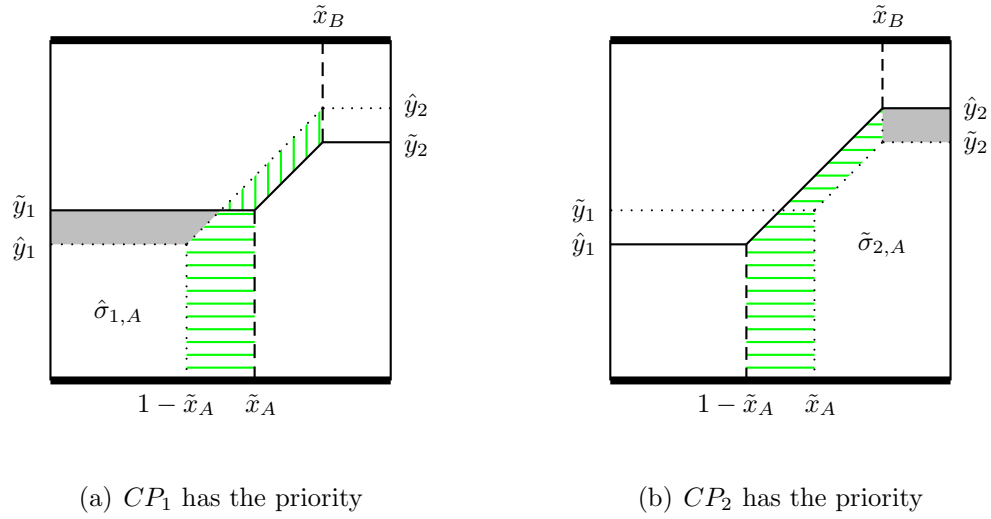 x̃_B x̃_B
ŷ_2 ŷ_2
ỹ_2 ỹ_2
ỹ_1 ỹ_1
ŷ_1 ŷ_1
σ̃_{2,A}
σ̂_{1,A}
1 − x̃_A x̃_A 1 − x̃_A x̃_A
(a) CP_1 has the priority (b) CP_2 has the priority